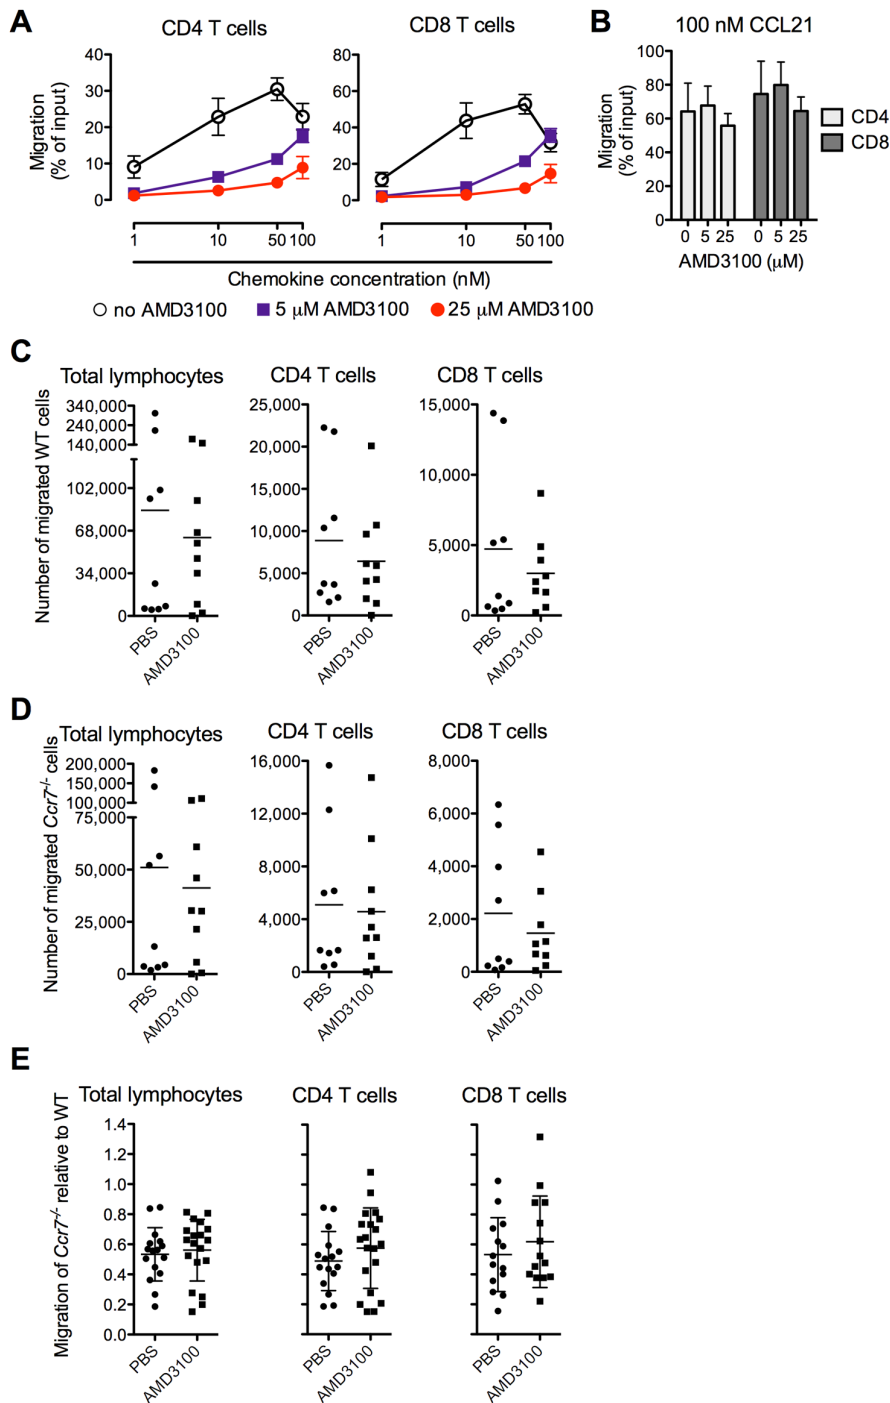 A
CD4 T cells
CD8 T cells
Migration
(% of input)
40
30
20
10
0
80
60
40
20
0
1
10
50
100
1
10
50
100
Chemokine concentration (nM)
no AMD3100
5 μM AMD3100
25 μM AMD3100
B
100 nM CCL21
Migration
(% of input)
100
80
60
40
20
0
0
5
25
0
5
25
AMD3100 (μM)
CD4
CD8
C
Total lymphocytes
CD4 T cells
CD8 T cells
Number of migrated WT cells
340,000
240,000
140,000
102,000
68,000
34,000
0
PBS
AMD3100
25,000
20,000
15,000
10,000
5,000
0
PBS
AMD3100
15,000
10,000
5,000
0
PBS
AMD3100
D
Total lymphocytes
CD4 T cells
CD8 T cells
Number of migrated Ccr7-/- cells
200,000
150,000
100,000
75,000
50,000
25,000
0
PBS
AMD3100
16,000
12,000
8,000
4,000
0
PBS
AMD3100
8,000
6,000
4,000
2,000
0
PBS
AMD3100
E
Total lymphocytes
CD4 T cells
CD8 T cells
Migration of Ccr7-/- relative to WT
1.4
1.2
1.0
0.8
0.6
0.4
0.2
0.0
PBS
AMD3100
PBS
AMD3100
PBS
AMD3100